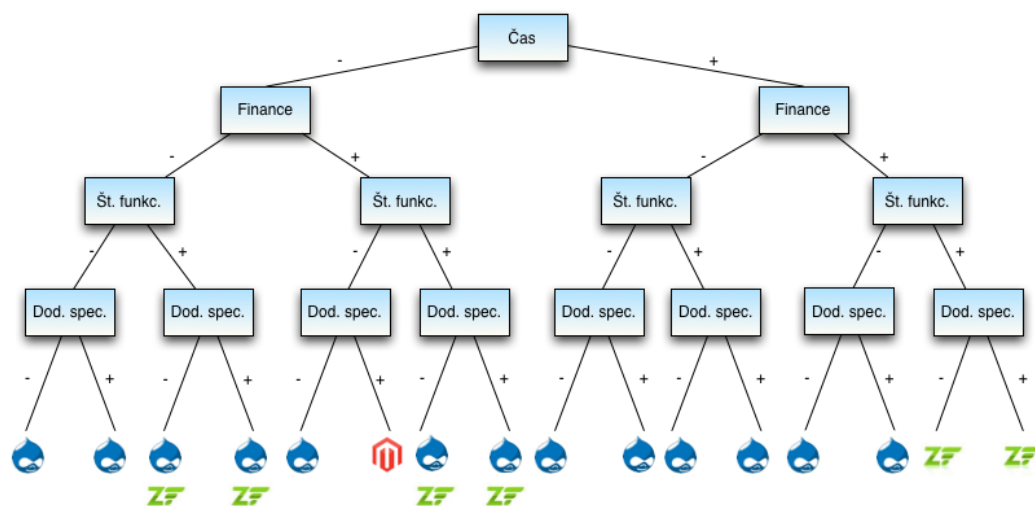 Čas
- +
Finance Finance
- + - +
Št. funkc. Št. funkc. Št. funkc. Št. funkc.
- + - + - + - +
Dod. spec. Dod. spec. Dod. spec. Dod. spec. Dod. spec. Dod. spec. Dod. spec. Dod. spec.
- + - + - + - + - + - + - + - +
ZF ZF
ZF ZF ZF ZF